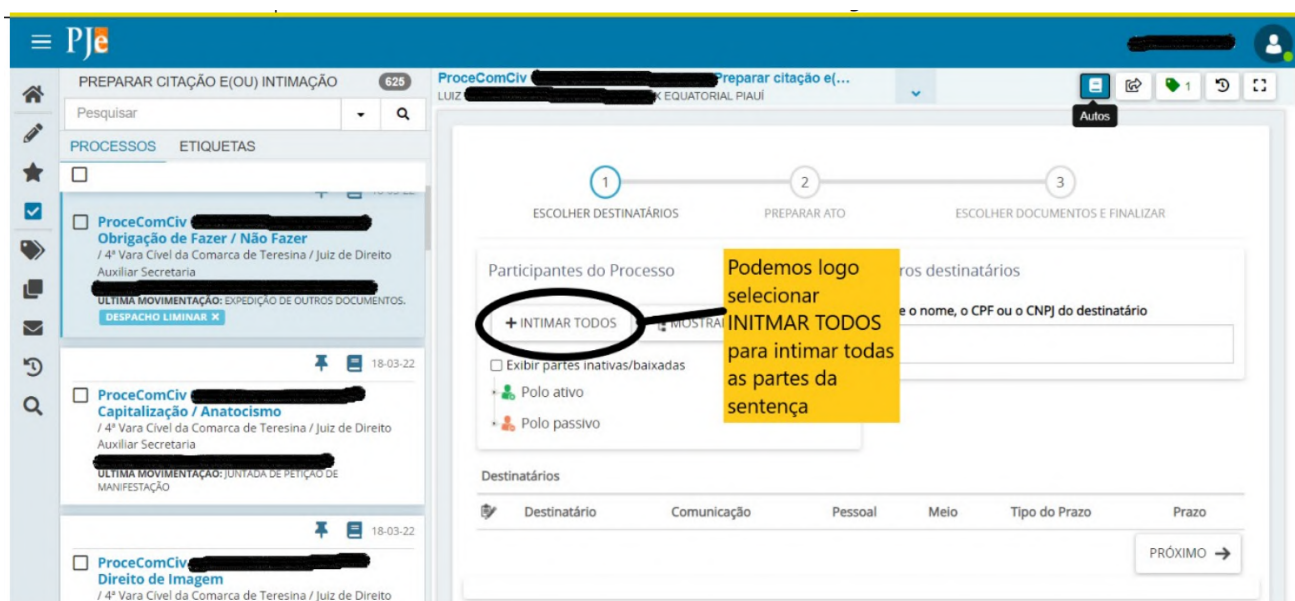 PJe
PREPARAR CITAÇÃO E(OU) INTIMAÇÃO 625
Pesquisar
PROCESSOS ETIQUETAS
18-03-22
ProceComCiv
Obrigação de Fazer / Não Fazer
/ 4ª Vara Cível da Comarca de Teresina / Juiz de Direito
Auxiliar Secretaria
ÚLTIMA MOVIMENTAÇÃO: EXPEDIÇÃO DE OUTROS DOCUMENTOS.
DESPACHO LIMINAR ×
18-03-22
ProceComCiv
Capitalização / Anatocismo
/ 4ª Vara Cível da Comarca de Teresina / Juiz de Direito
Auxiliar Secretaria
ÚLTIMA MOVIMENTAÇÃO: JUNTADA DE PETIÇÃO DE
MANIFESTAÇÃO
18-03-22
ProceComCiv
Direito de Imagem
/ 4ª Vara Cível da Comarca de Teresina / Juiz de Direito
ProceComCiv Preparar citação e(...
LUIZ X EQUATORIAL PIAUÍ
1
Autos
1 2 3
ESCOLHER DESTINATÁRIOS PREPARAR ATO ESCOLHER DOCUMENTOS E FINALIZAR
Participantes do Processo
+ INTIMAR TODOS
Exibir partes inativas/baixadas
Polo ativo
Polo passivo
Podemos logo
selecionar
INITMAR TODOS
para intimar todas
as partes da
sentença
destinatários
e o nome, o CPF ou o CNPJ do destinatário
Destinatários
Destinatário Comunicação Pessoal Meio Tipo do Prazo Prazo
PRÓXIMO →